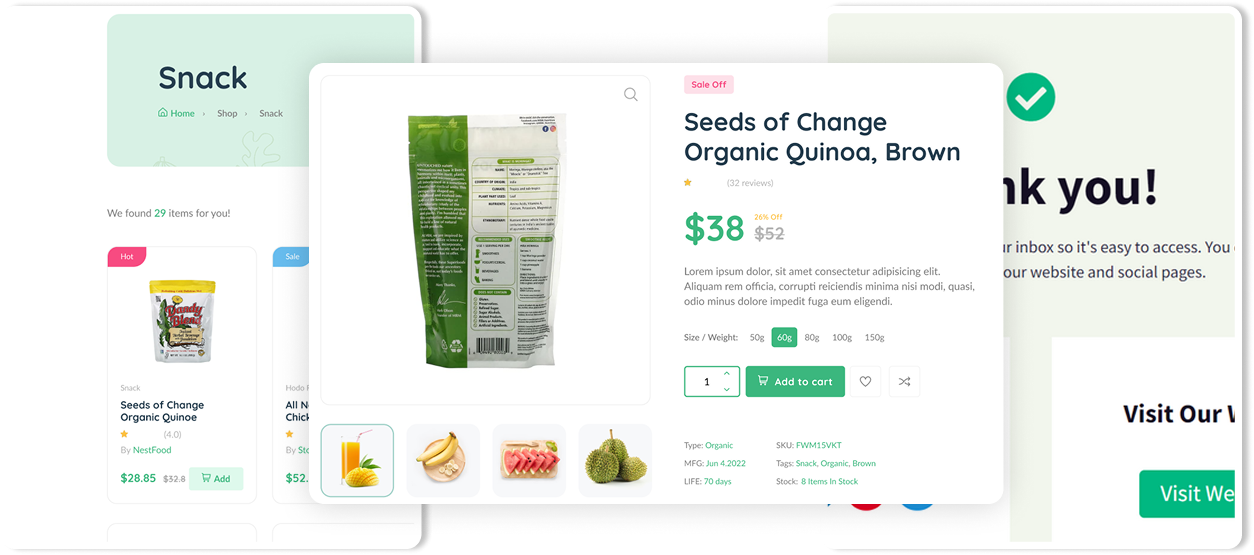 Snack
Home › Shop › Snack
We found 29 items for you!
Hot
Sale
Dandy
Blend
Snack
Hodo
Seeds of Change
Organic Quinoe
All N
Chick
(4.0)
By NestFood
By Sto
$28.85 $32.8 Add
$52.
Sale Off
Seeds of Change
Organic Quinoa, Brown
(32 reviews)
$38 26% Off
$52
Lorem ipsum dolor, sit amet consectetur adipisicing elit.
Aliquam rem officia, corrupti reiciendis minima nisi modi, quasi,
odio minus dolore impedit fuga eum eligendi.
Size / Weight: 50g 60g 80g 100g 150g
1 Add to cart
Type: Organic SKU: FWM15VKT
MFG: Jun 4.2022 Tags: Snack, Organic, Brown
LIFE: 70 days Stock: 8 Items In Stock
nk you!
ur inbox so it's easy to access. You
our website and social pages.
Visit Our
Visit We